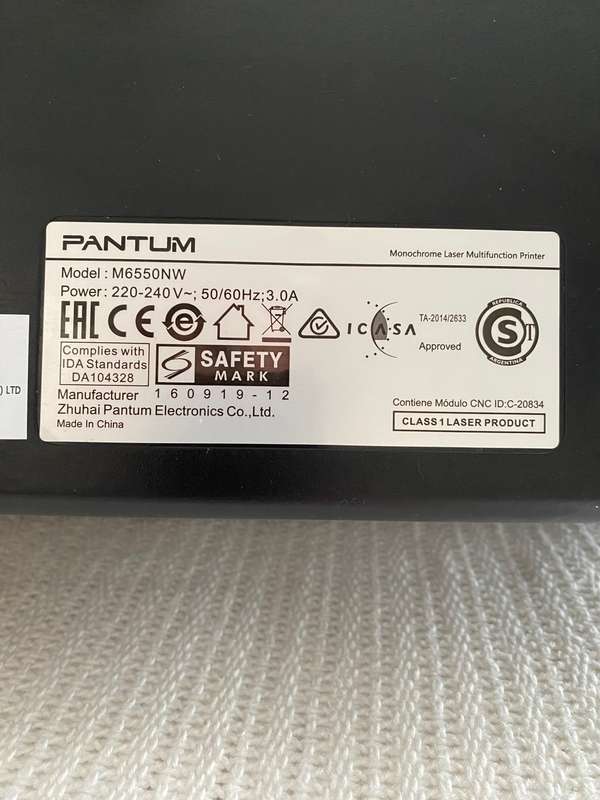 PANTUM
Monochrome Laser Multifunction Printer
Model: M6550NW
Power: 220-240V~; 50/60Hz; 3.0A
EAC CE e
ICASA
TA-2014/2633
Approved
REPUBLICA
S T
ARGENTINA
Complies with
IDA Standards
DA104328
SAFETY
MARK
160919-12
Manufacturer
Zhuhai Pantum Electronics Co.,Ltd.
Made In China
Contiene Módulo CNC ID:C-20834
CLASS 1 LASER PRODUCT
) LTD